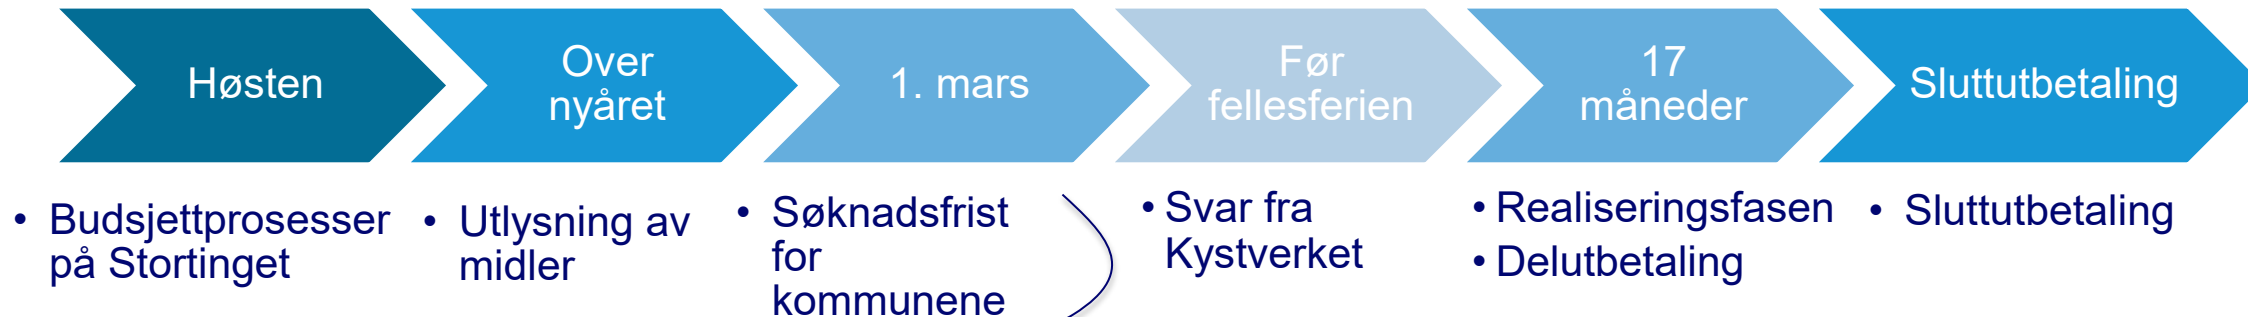 Høsten
Over
nyåret
1. mars
Før
fellesferien
17
måneder
Sluttutbetaling
• Budsjettprosesser
på Stortinget
• Utlysning av
midler
• Søknadsfrist
for
kommunene
• Svar fra
Kystverket
• Realiseringsfasen
• Delutbetaling
• Sluttutbetaling